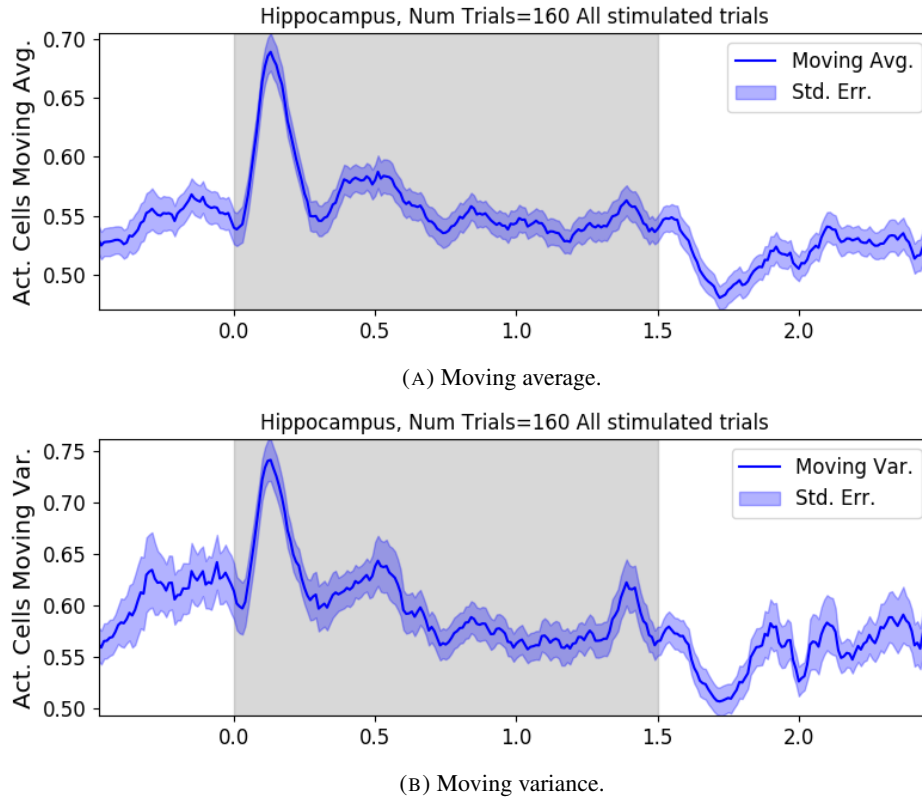 Hippocampus, Num Trials=160 All stimulated trials
Act. Cells Moving Avg.
0.70
0.65
0.60
0.55
0.50
Moving Avg.
Std. Err.
0.0 0.5 1.0 1.5 2.0
(A) Moving average.
Hippocampus, Num Trials=160 All stimulated trials
Act. Cells Moving Var.
0.75
0.70
0.65
0.60
0.55
0.50
Moving Var.
Std. Err.
0.0 0.5 1.0 1.5 2.0
(B) Moving variance.